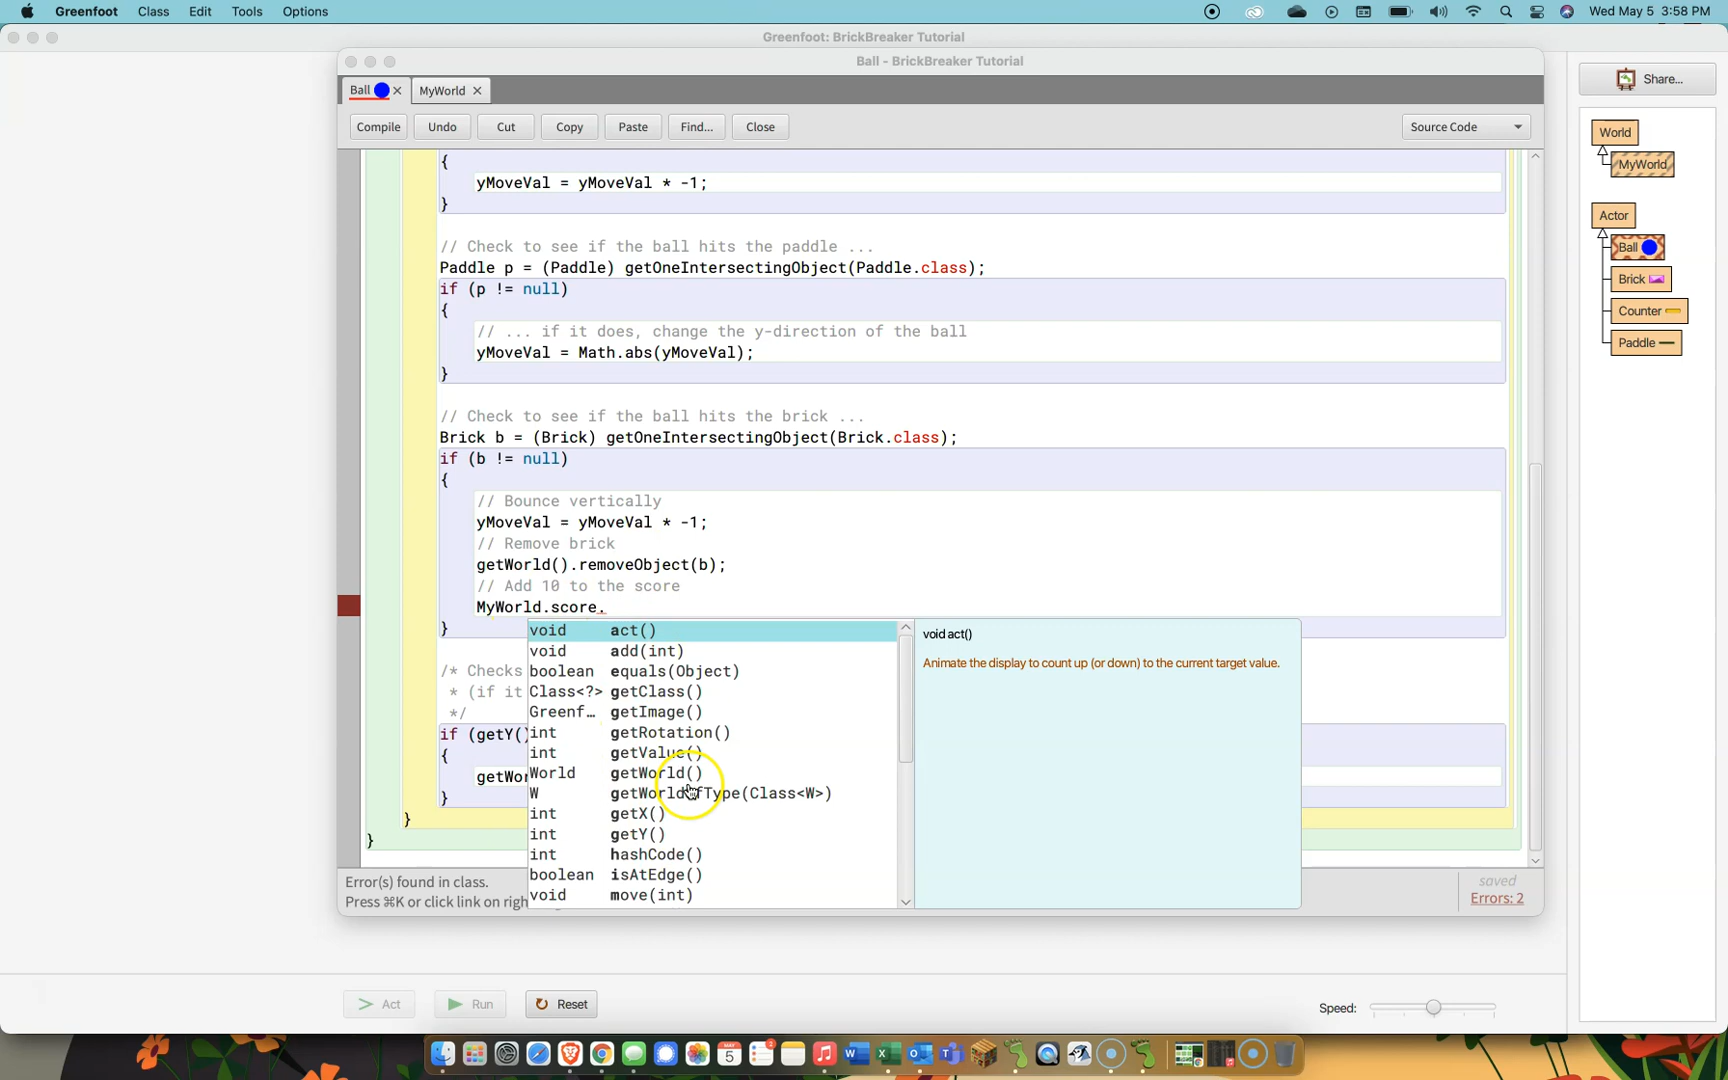 Greenfoot Class Edit Tools Options Wed May 5 3:58 PM
Greenfoot: BrickBreaker Tutorial
Ball - BrickBreaker Tutorial
Ball MyWorld
Compile Undo Cut Copy Paste Find... Close Source Code
{
yMoveVal = yMoveVal * -1;
}
// Check to see if the ball hits the paddle ...
Paddle p = (Paddle) getOneIntersectingObject(Paddle.class);
if (p != null)
{
// ... if it does, change the y-direction of the ball
yMoveVal = Math.abs(yMoveVal);
}
// Check to see if the ball hits the brick ...
Brick b = (Brick) getOneIntersectingObject(Brick.class);
if (b != null)
{
// Bounce vertically
yMoveVal = yMoveVal * -1;
// Remove brick
getWorld().removeObject(b);
// Add 10 to the score
MyWorld.score.
}
/* Checks
* (if it
*/
if (getY()
{
getWor
}
}
}
void act()
void add(int)
boolean equals(Object)
Class<?> getClass()
Greenf… getImage()
int getRotation()
int getValue()
World getWorld()
W getWorldOfType(Class<W>)
int getX()
int getY()
int hashCode()
boolean isAtEdge()
void move(int)
void act()
Animate the display to count up (or down) to the current target value.
Error(s) found in class.
Press ⌘K or click link on righ
saved
Errors: 2
Share...
World
MyWorld
Actor
Ball
Brick
Counter
Paddle
Act Run Reset Speed:
MAY
5
3